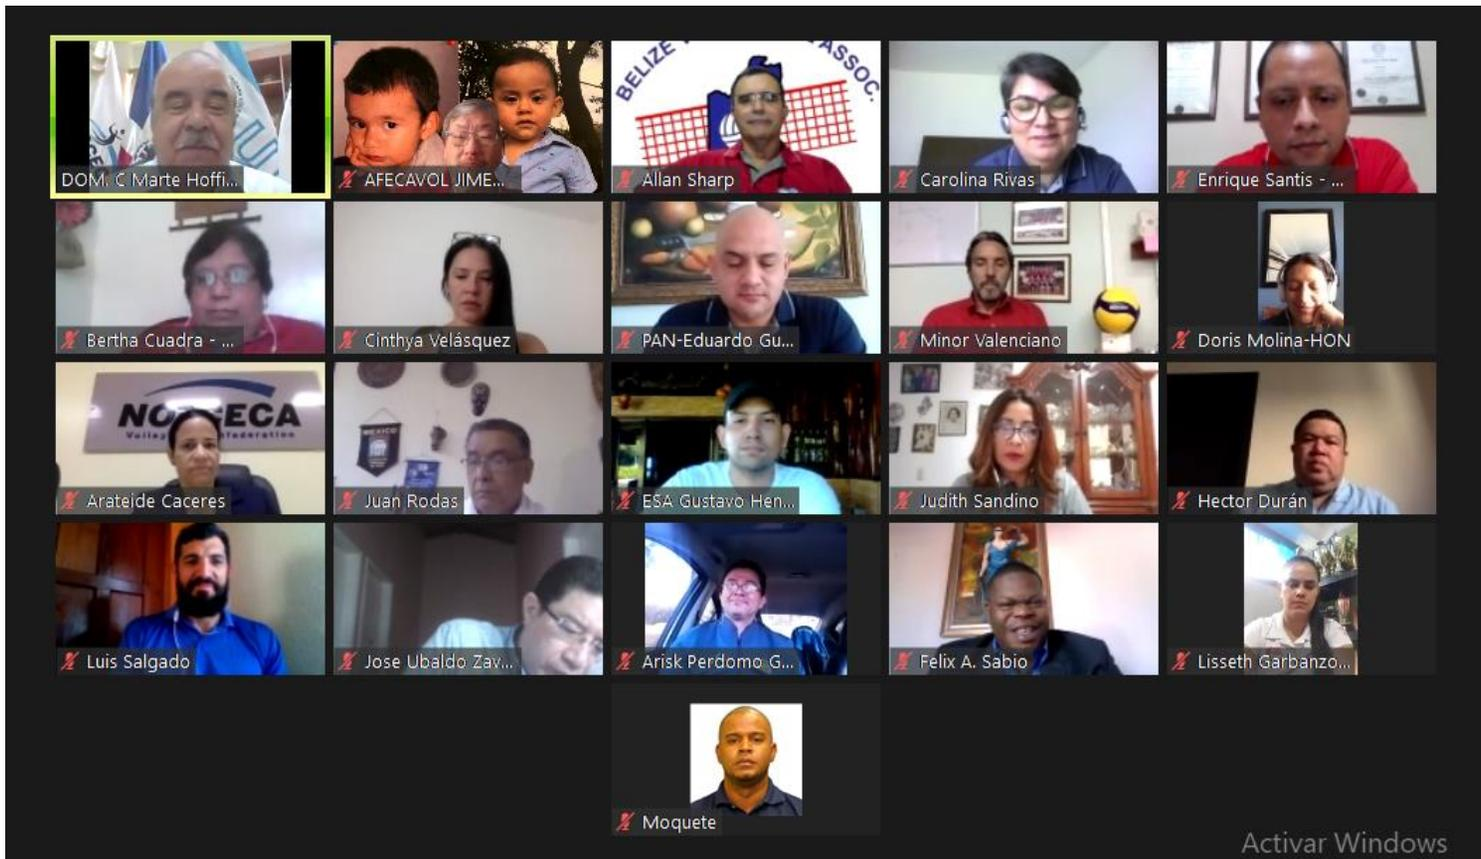 DOM. C Marte Hoffi...
AFECAVOL JIME...
BELIZE
ASSOC.
Allan Sharp
Carolina Rivas
Enrique Santis - ...
Bertha Cuadra - ...
Cinthya Velásquez
PAN-Eduardo Gu...
Minor Valenciano
Doris Molina-HON
Arateide Caceres
MEXICO
Juan Rodas
ESA Gustavo Hen...
Judith Sandino
Hector Durán
Luis Salgado
Jose Ubaldo Zav...
Arisk Perdomo G...
Felix A. Sabio
Lisseth Garbanzo...
Moquete
Activar Windows